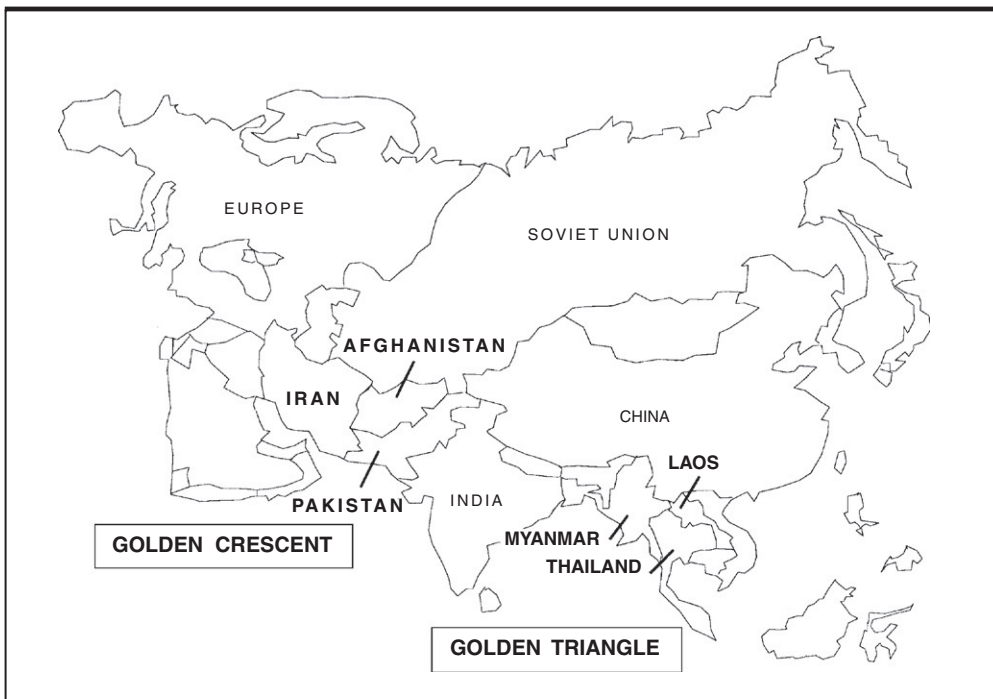 EUROPE
SOVIET UNION
AFGHANISTAN
IRAN
CHINA
LAOS
PAKISTAN
INDIA
GOLDEN CRESCENT
MYANMAR
THAILAND
GOLDEN TRIANGLE